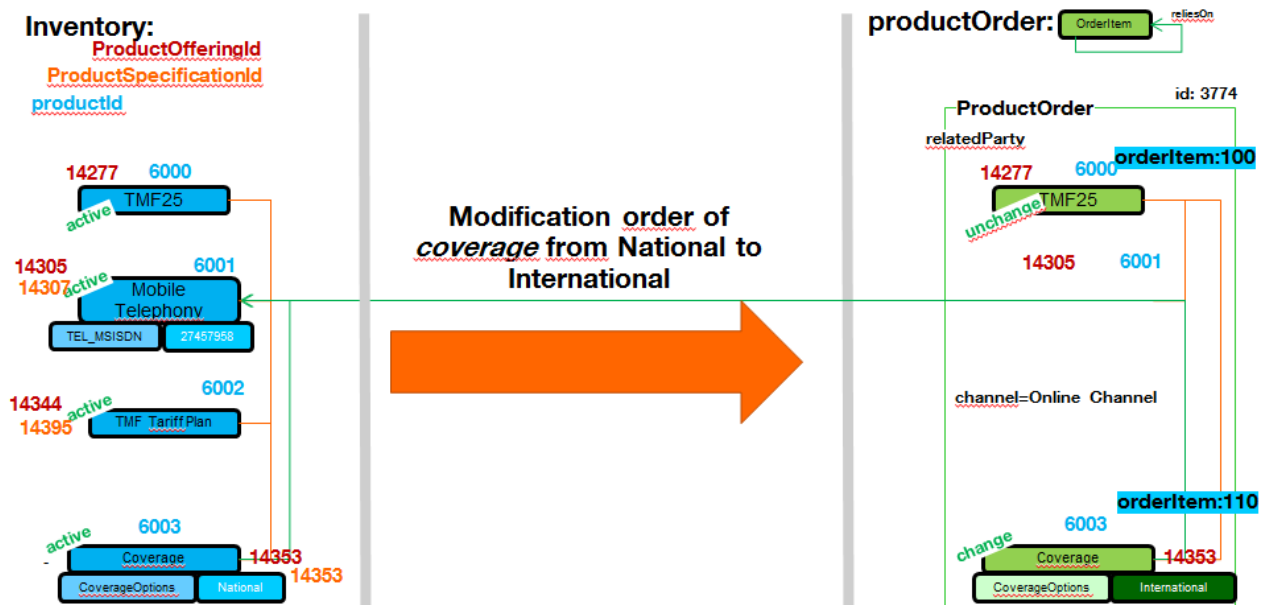 Inventory:
ProductOfferingId
ProductSpecificationId
productId
14277
6000
TMF25
active
14305
6001
14307
active
Mobile
Telephony
TEL_MSISDN
27457958
6002
14344
active
14395
TMF TariffPlan
6003
active
-
Coverage
14353
14353
CoverageOptions
National
Modification order of
coverage from National to
International
productOrder:
OrderItem
reliesOn
id: 3774
ProductOrder
relatedParty
orderItem:100
14277
6000
TMF25
unchange
14305
6001
channel=Online Channel
orderItem:110
6003
change
Coverage
14353
CoverageOptions
International